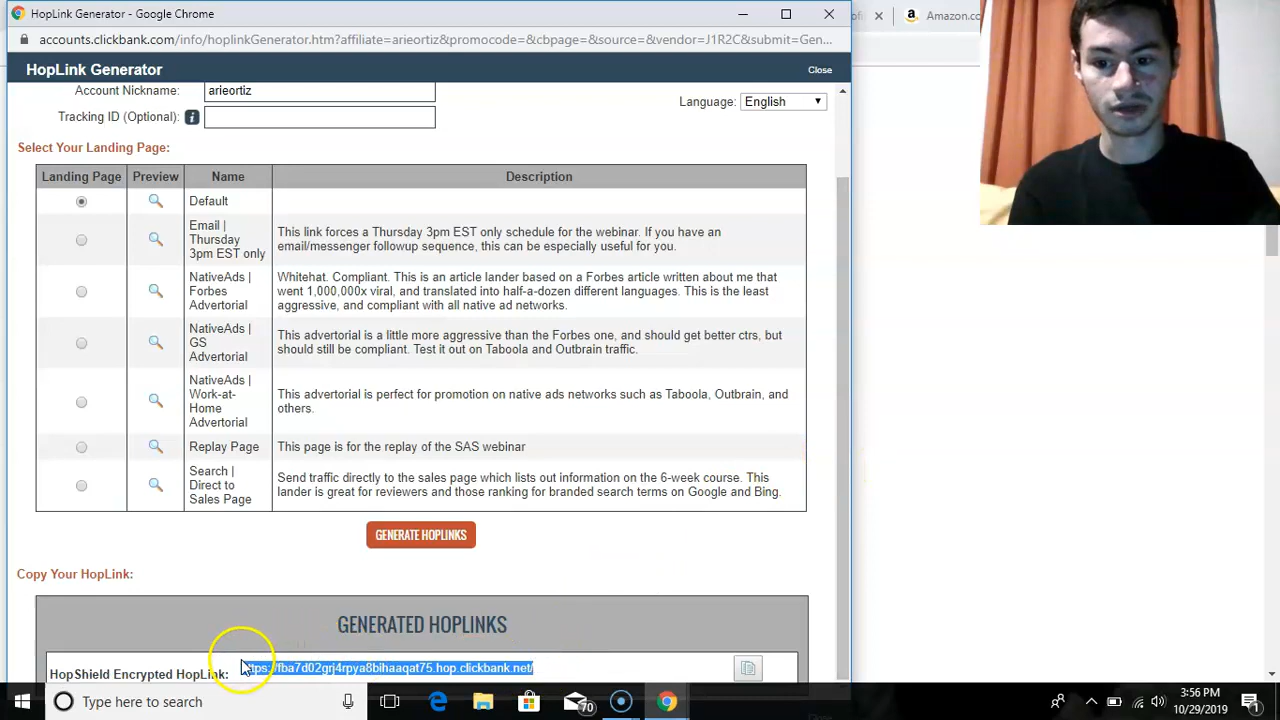 HopLink Generator - Google Chrome
Amazon.co
accounts.clickbank.com/info/hoplinkGenerator.htm?affiliate=arieortiz&promocode=&cbpage=&source=&vendor=J1R2C&submit=Gen...
HopLink Generator
Close
Account Nickname: arieortiz
Language: English
Tracking ID (Optional):
Select Your Landing Page:
Landing Page Preview Name Description
Default
Email |
Thursday
3pm EST only
This link forces a Thursday 3pm EST only schedule for the webinar. If you have an
email/messenger followup sequence, this can be especially useful for you.
NativeAds |
Forbes
Advertorial
Whitehat. Compliant. This is an article lander based on a Forbes article written about me that
went 1,000,000x viral, and translated into half-a-dozen different languages. This is the least
aggressive, and compliant with all native ad networks.
NativeAds |
GS
Advertorial
This advertorial is a little more aggressive than the Forbes one, and should get better ctrs, but
should still be compliant. Test it out on Taboola and Outbrain traffic.
NativeAds |
Work-at-
Home
Advertorial
This advertorial is perfect for promotion on native ads networks such as Taboola, Outbrain, and
others.
Replay Page
This page is for the replay of the SAS webinar
Search |
Direct to
Sales Page
Send traffic directly to the sales page which lists out information on the 6-week course. This
lander is great for reviewers and those ranking for branded search terms on Google and Bing.
GENERATE HOPLINKS
Copy Your HopLink:
GENERATED HOPLINKS
HopShield Encrypted HopLink:
Type here to search
70
3:56 PM
10/29/2019
1